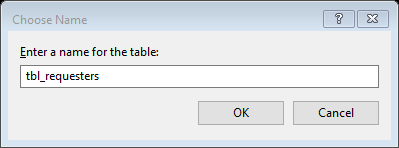 Choose Name
?
Enter a name for the table:
tbl_requesters
OK
Cancel